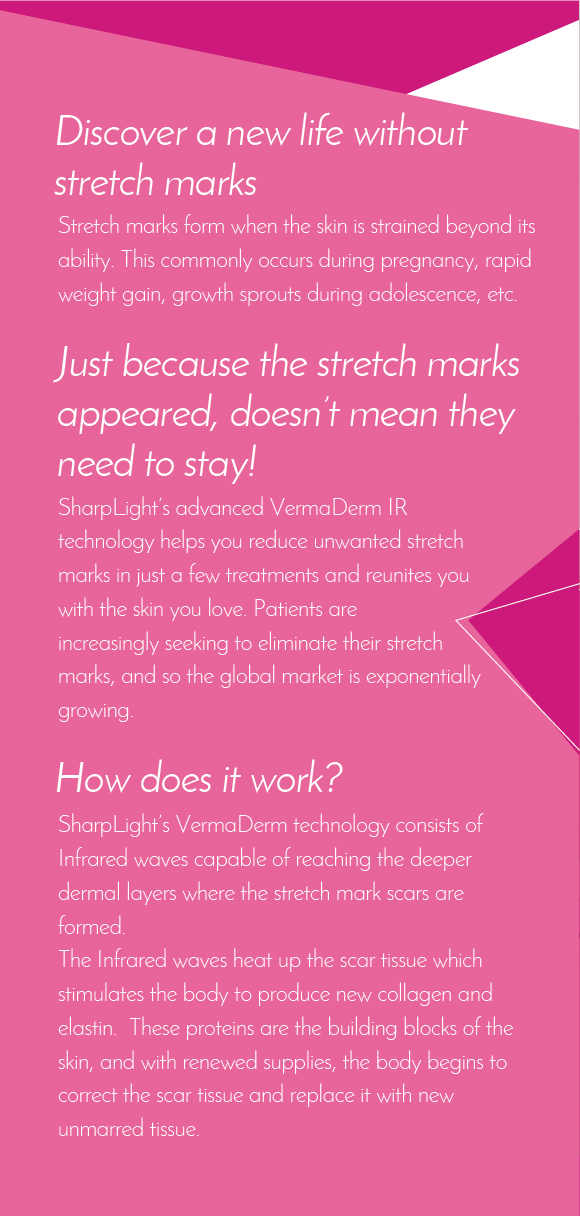 Discover a new life without
stretch marks
Stretch marks form when the skin is strained beyond its
ability. This commonly occurs during pregnancy, rapid
weight gain, growth sprouts during adolescence, etc.
Just because the stretch marks
appeared, doesn't mean they
need to stay!
SharpLight's advanced VermaDerm IR
technology helps you reduce unwanted stretch
marks in just a few treatments and reunites you
with the skin you love. Patients are
increasingly seeking to eliminate their stretch
marks, and so the global market is exponentially
growing.
How does it work?
SharpLight's VermaDerm technology consists of
Infrared waves capable of reaching the deeper
dermal layers where the stretch mark scars are
formed.
The Infrared waves heat up the scar tissue which
stimulates the body to produce new collagen and
elastin.  These proteins are the building blocks of the
skin, and with renewed supplies, the body begins to
correct the scar tissue and replace it with new
unmarred tissue.